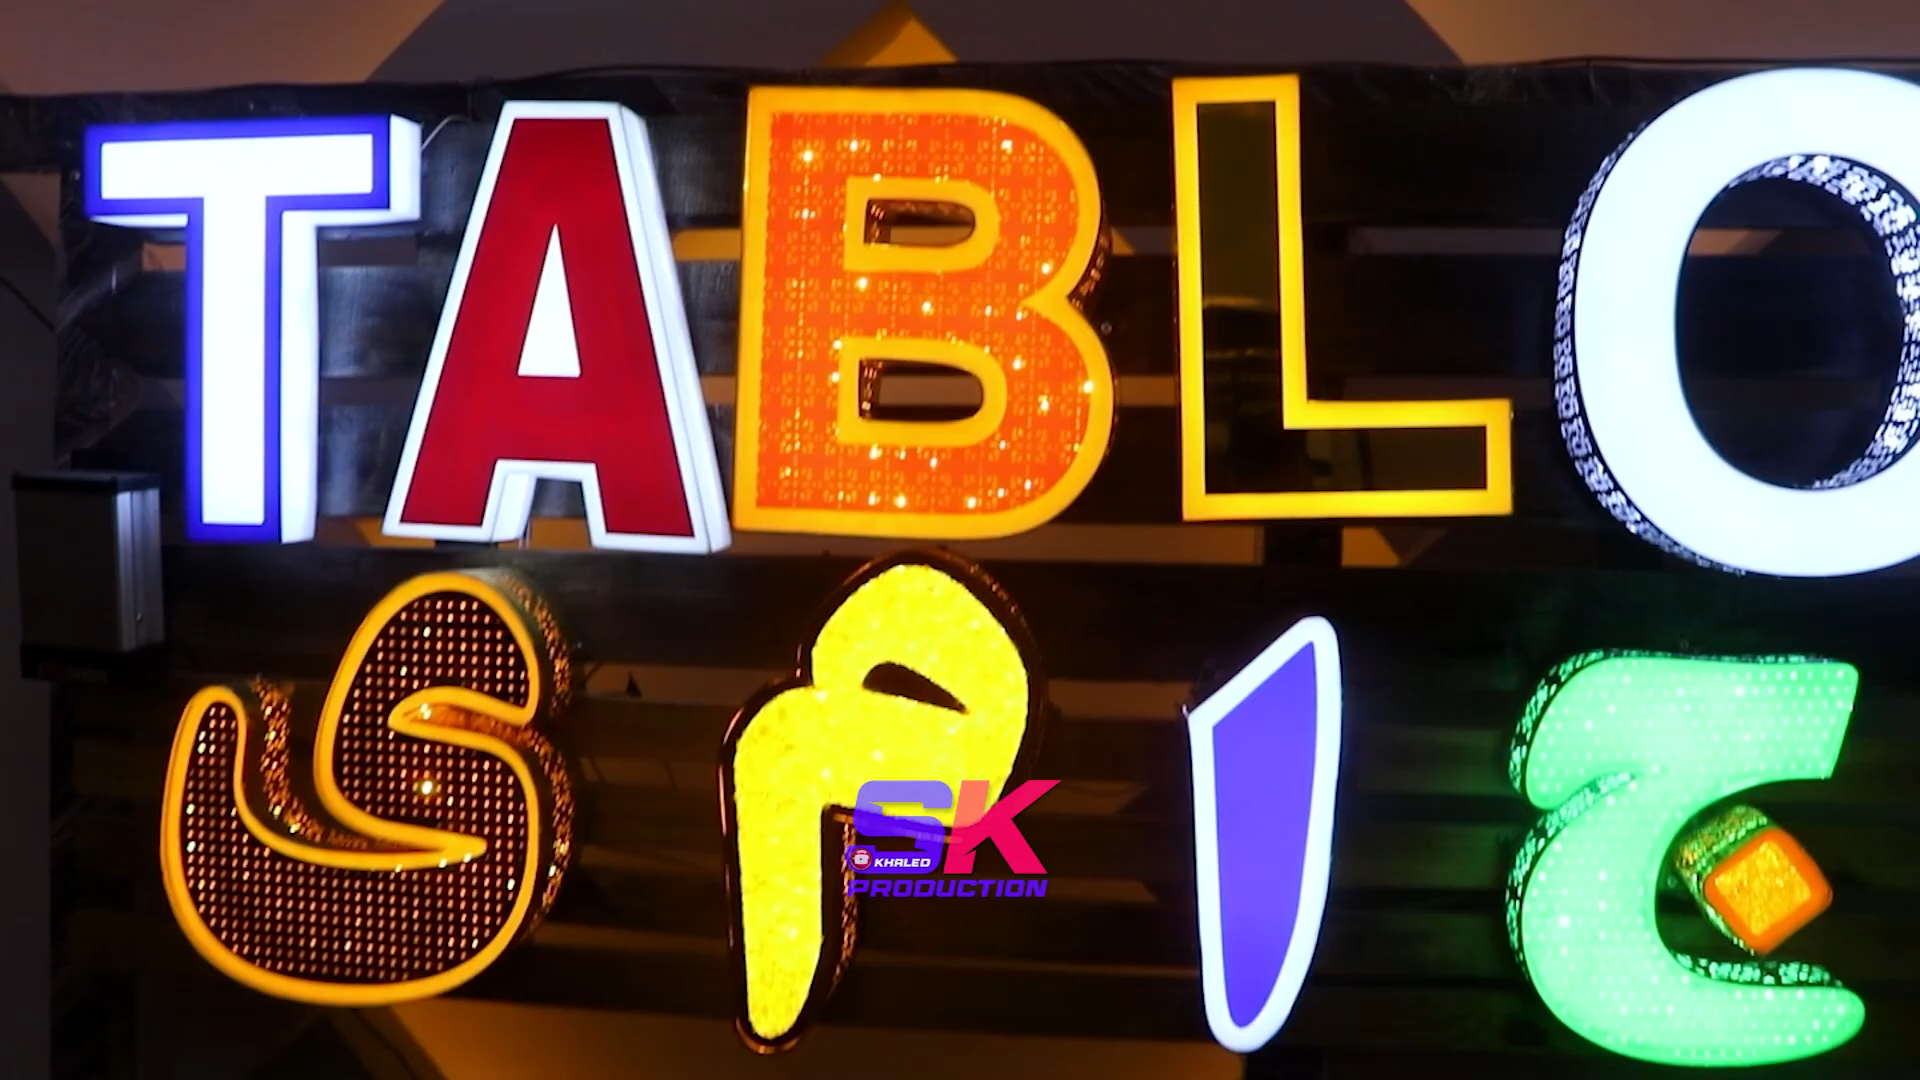 TABLO
ی م ا ج
SK
KHALED
PRODUCTION